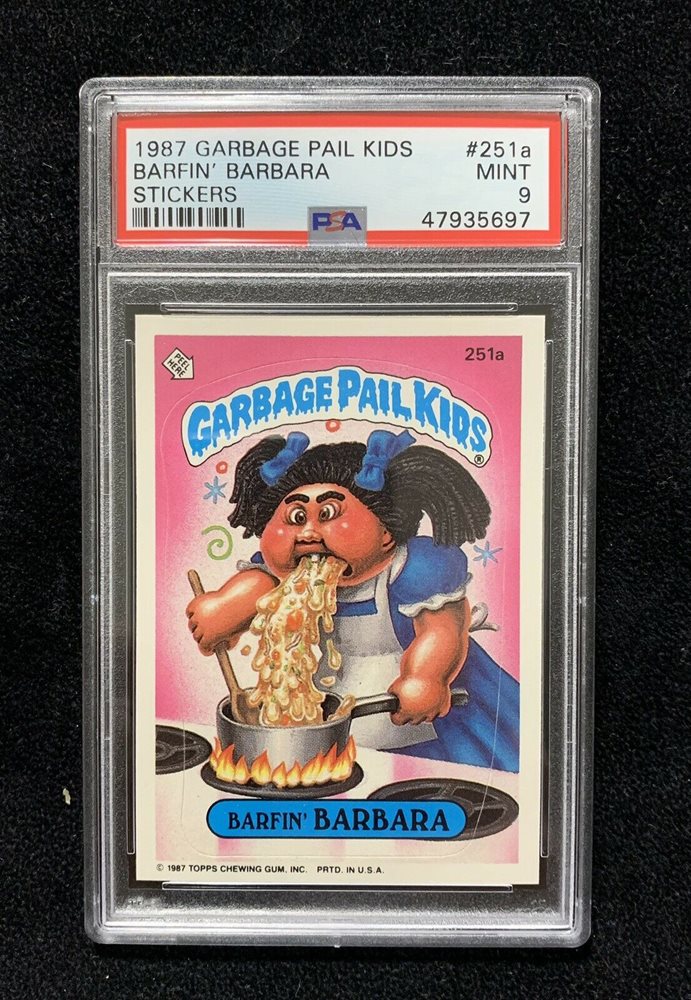 1987 GARBAGE PAIL KIDS #251a
BARFIN' BARBARA MINT
STICKERS 9
PSA 47935697
PEEL
HERE
251a
GARBAGE PAIL KIDS®
BARFIN' BARBARA
© 1987 TOPPS CHEWING GUM, INC. PRTD. IN U.S.A.